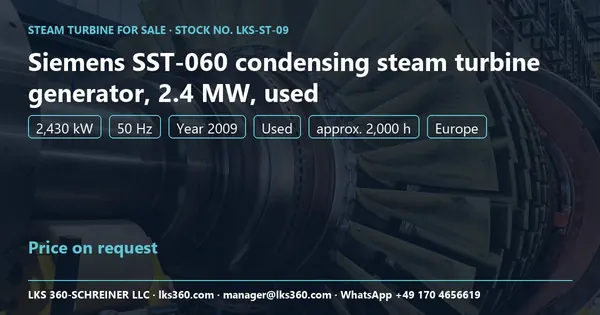 STEAM TURBINE FOR SALE · STOCK NO. LKS-ST-09
Siemens SST-060 condensing steam turbine
generator, 2.4 MW, used
2,430 kW 50 Hz Year 2009 Used approx. 2,000 h Europe
Price on request
LKS 360-SCHREINER LLC · lks360.com · manager@lks360.com · WhatsApp +49 170 4656619